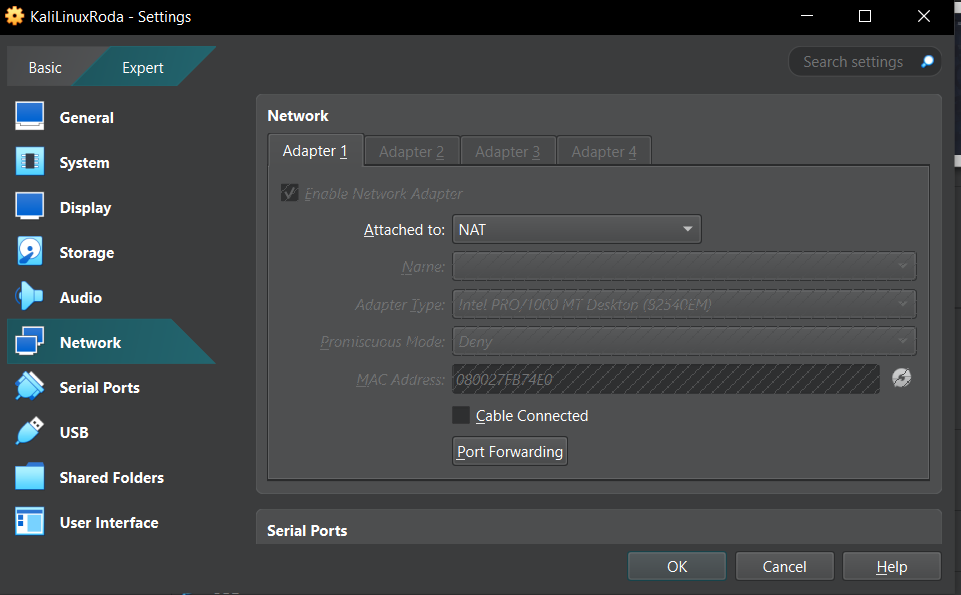 KaliLinuxRoda - Settings
Basic
Expert
Search settings
General
System
Display
Storage
Audio
Network
Serial Ports
USB
Shared Folders
User Interface
Network
Adapter 1
Adapter 2
Adapter 3
Adapter 4
Enable Network Adapter
Attached to: NAT
Name:
Adapter Type: Intel PRO/1000 MT Desktop (82540EM)
Promiscuous Mode: Deny
MAC Address: 080027FB74E0
Cable Connected
Port Forwarding
Serial Ports
OK
Cancel
Help